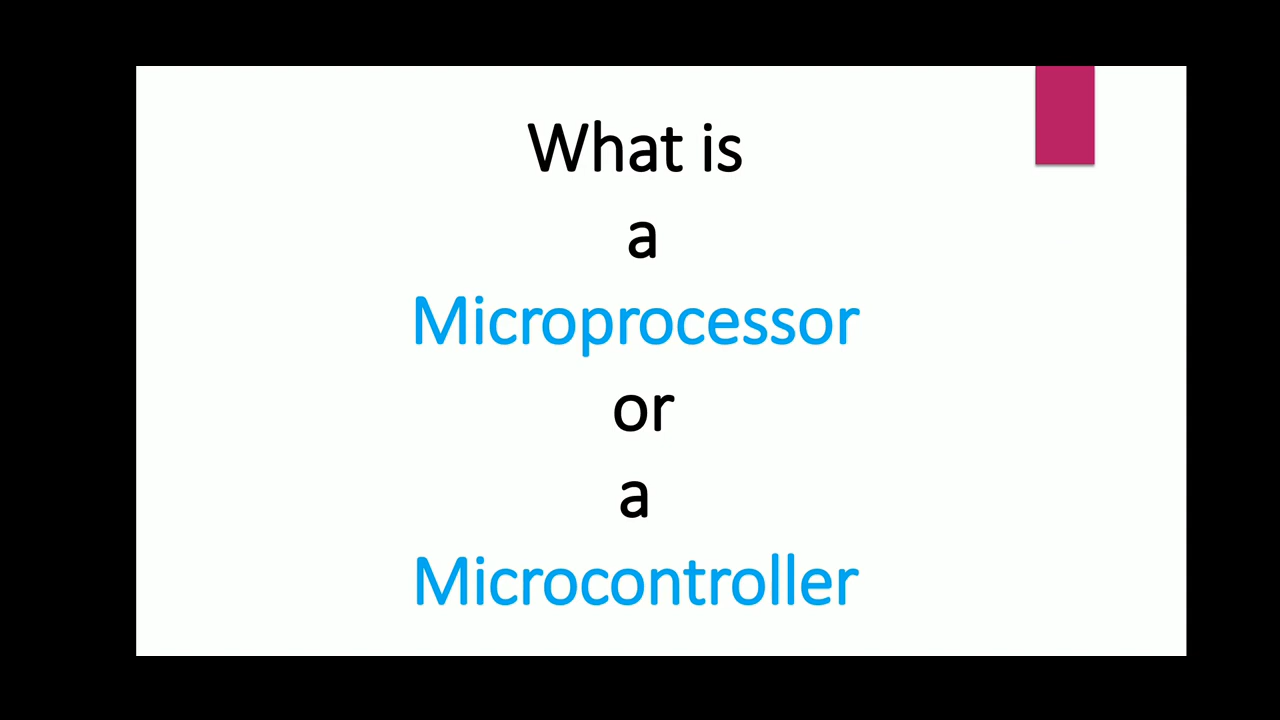 What is
a
Microprocessor
or
a
Microcontroller